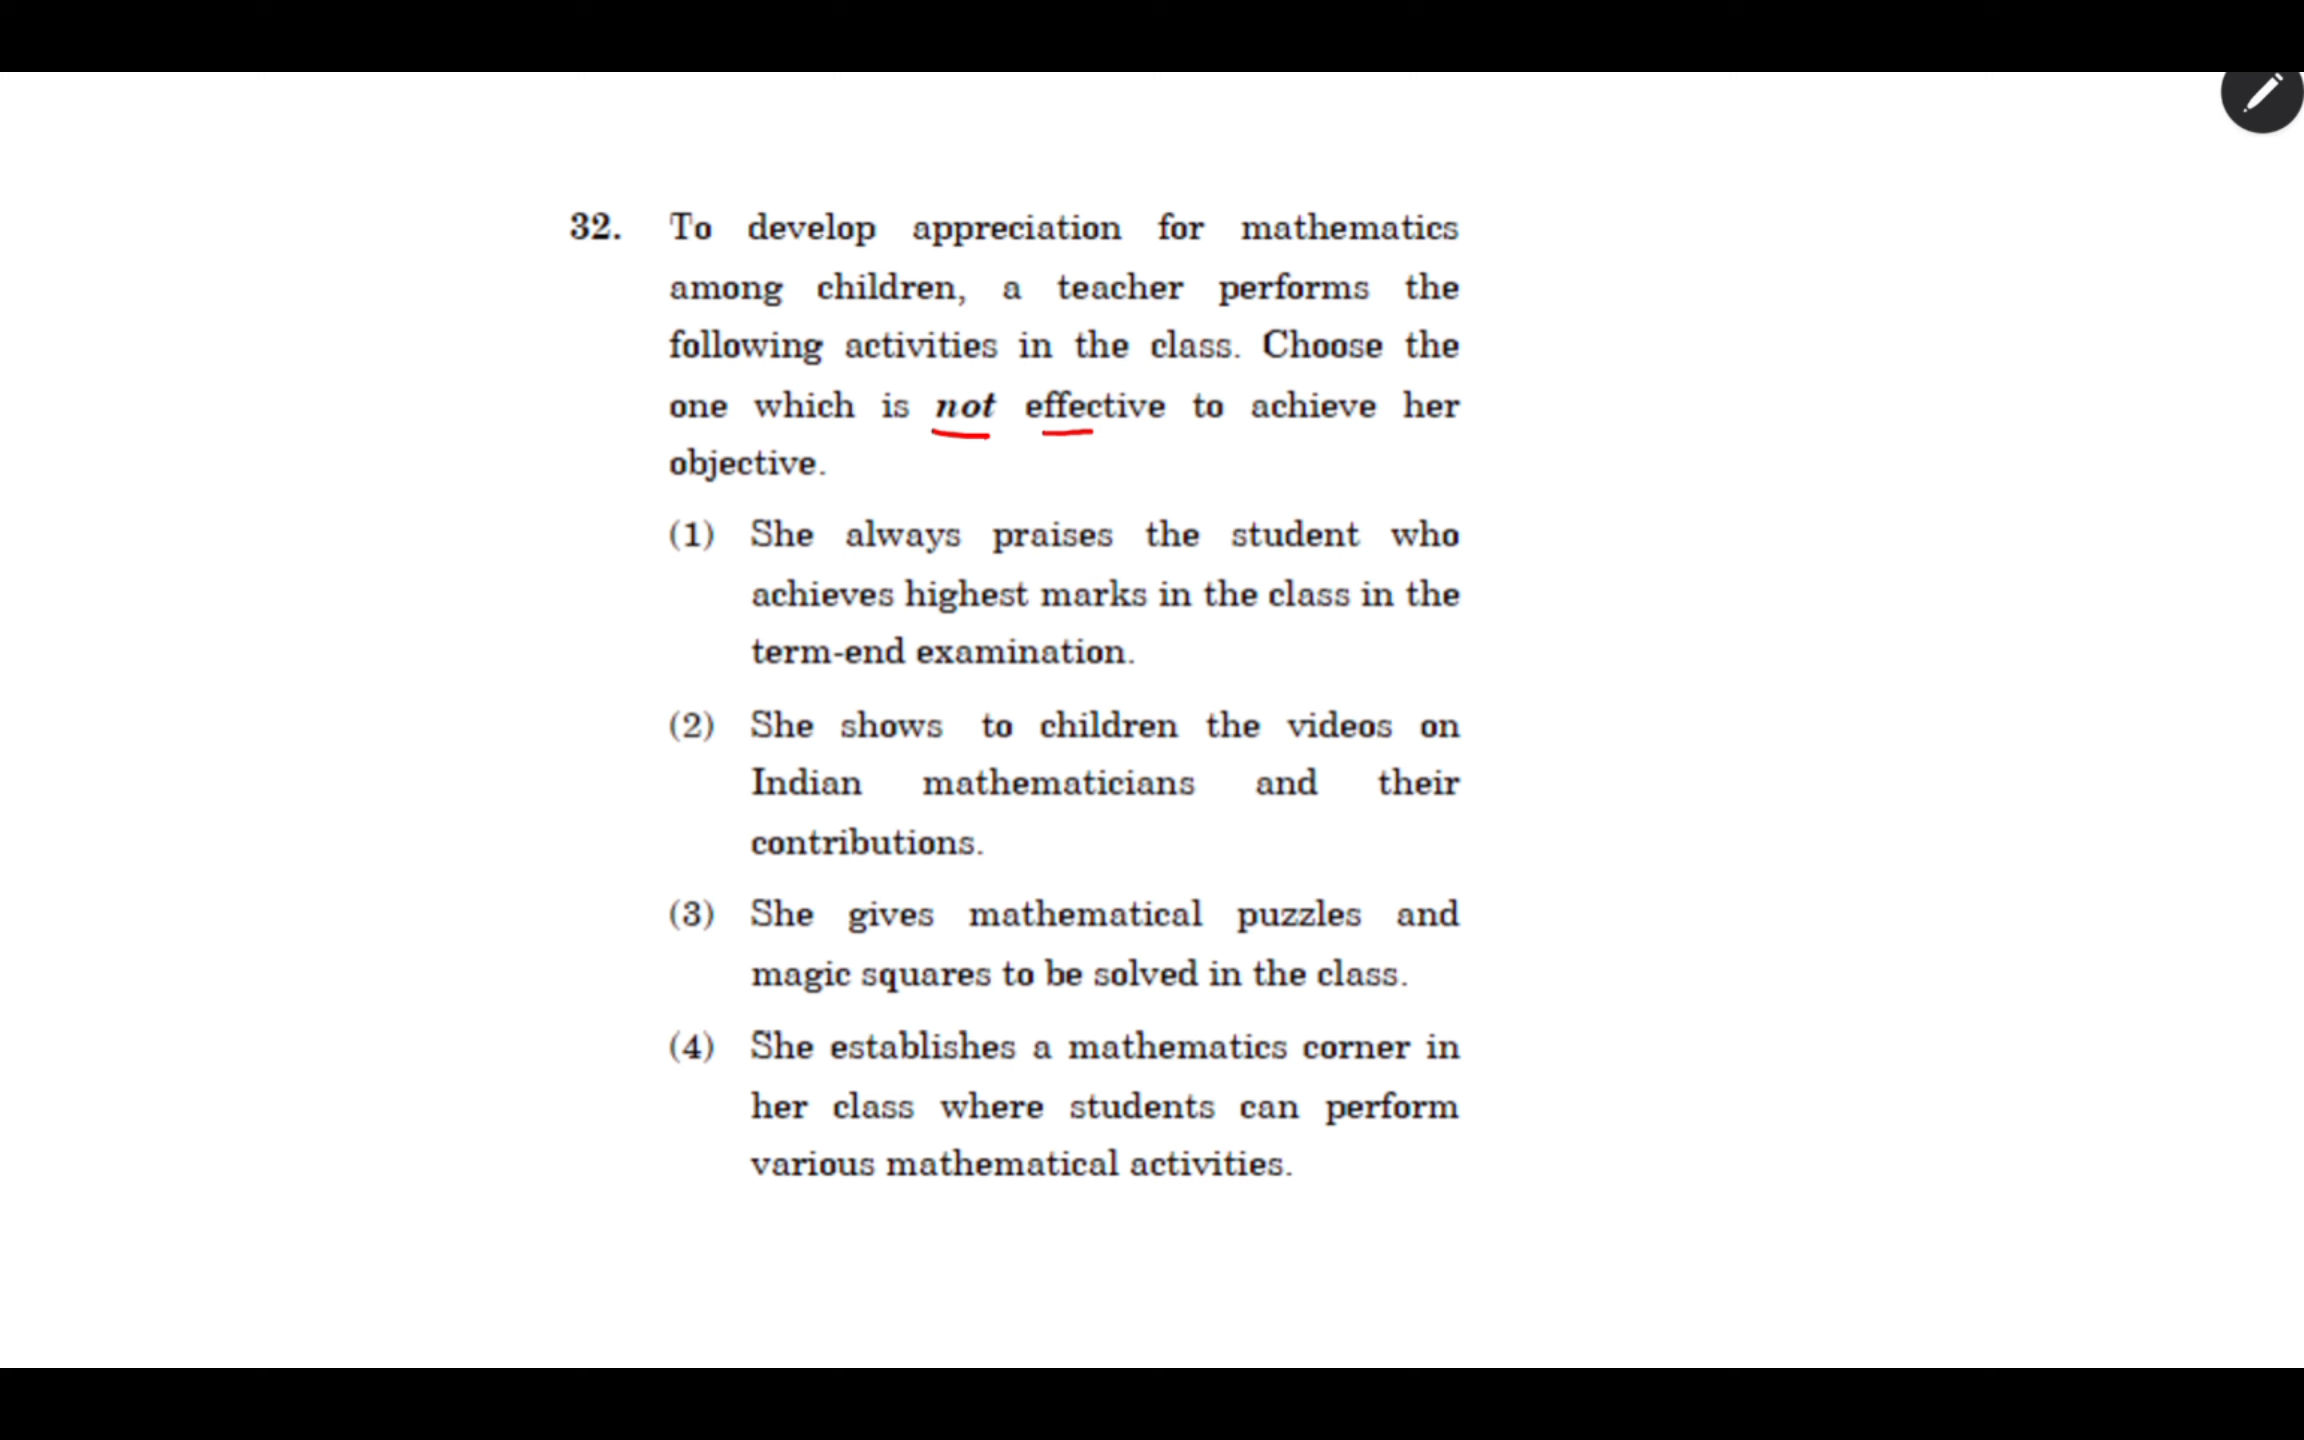 32. To develop appreciation for mathematics
among children, a teacher performs the
following activities in the class. Choose the
one which is not effective to achieve her
objective.
(1) She always praises the student who
achieves highest marks in the class in the
term-end examination.
(2) She shows to children the videos on
Indian mathematicians and their
contributions.
(3) She gives mathematical puzzles and
magic squares to be solved in the class.
(4) She establishes a mathematics corner in
her class where students can perform
various mathematical activities.